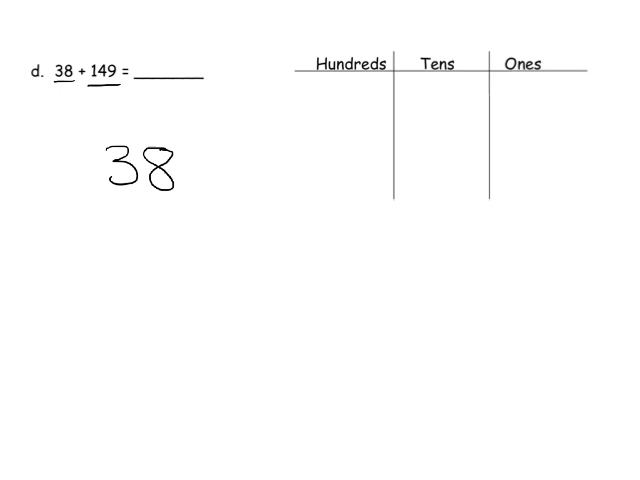 d. 38 + 149 = ________
Hundreds Tens Ones
38